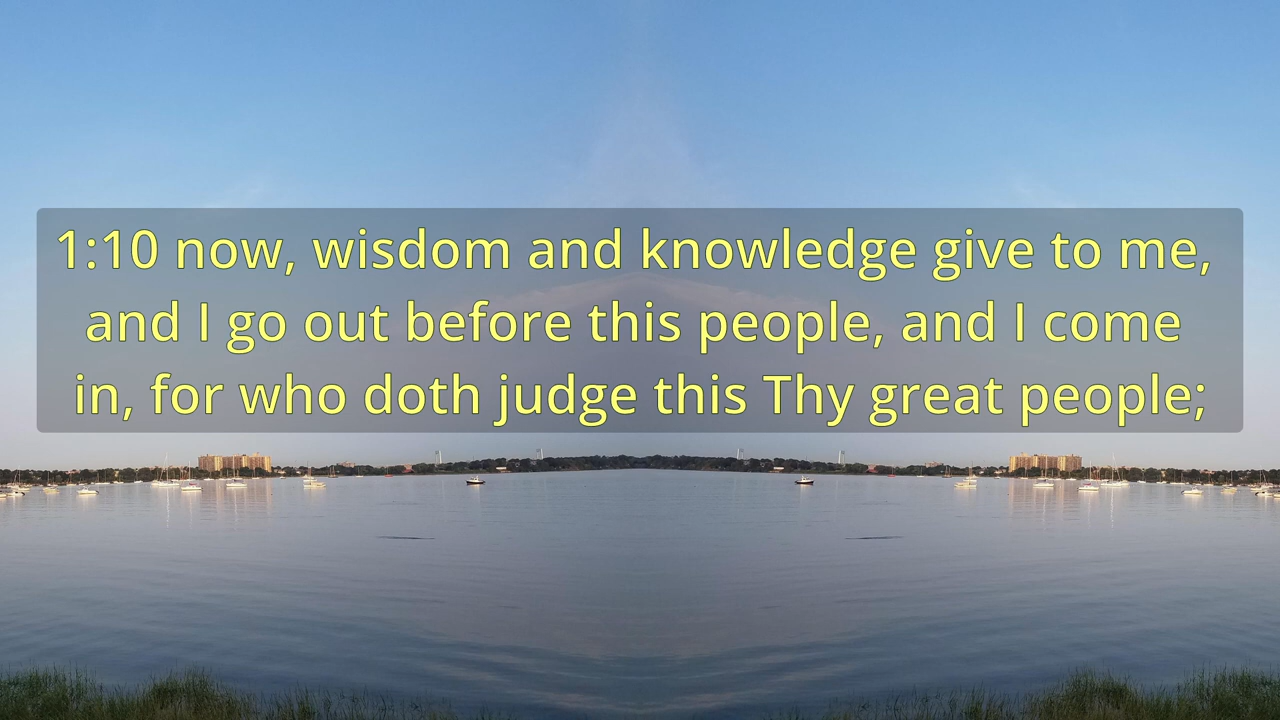 1:10 now, wisdom and knowledge give to me,
and I go out before this people, and I come
in, for who doth judge this Thy great people;